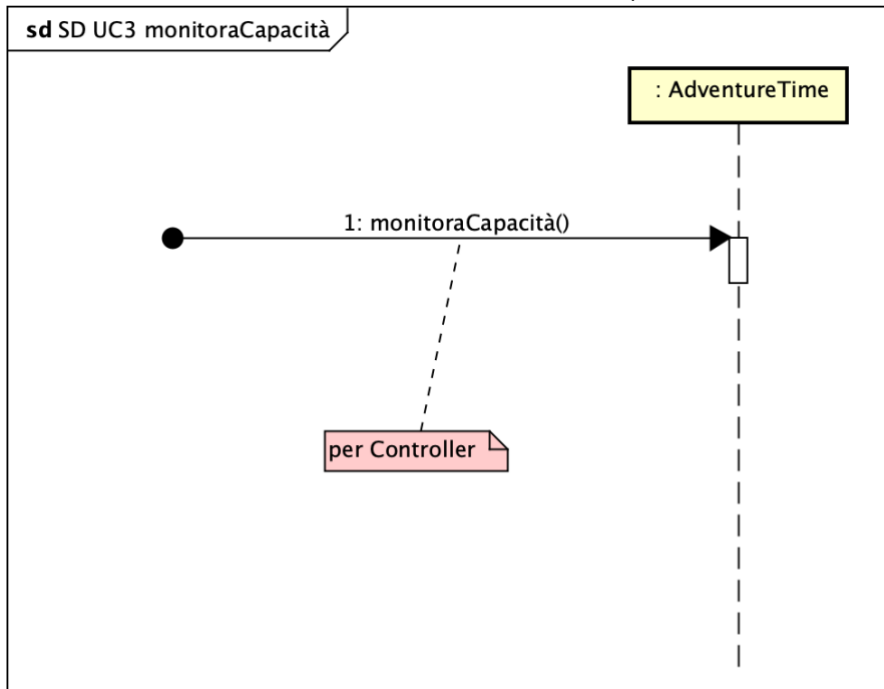 sd SD UC3 monitoraCapacità
: AdventureTime
1: monitoraCapacità()
per Controller